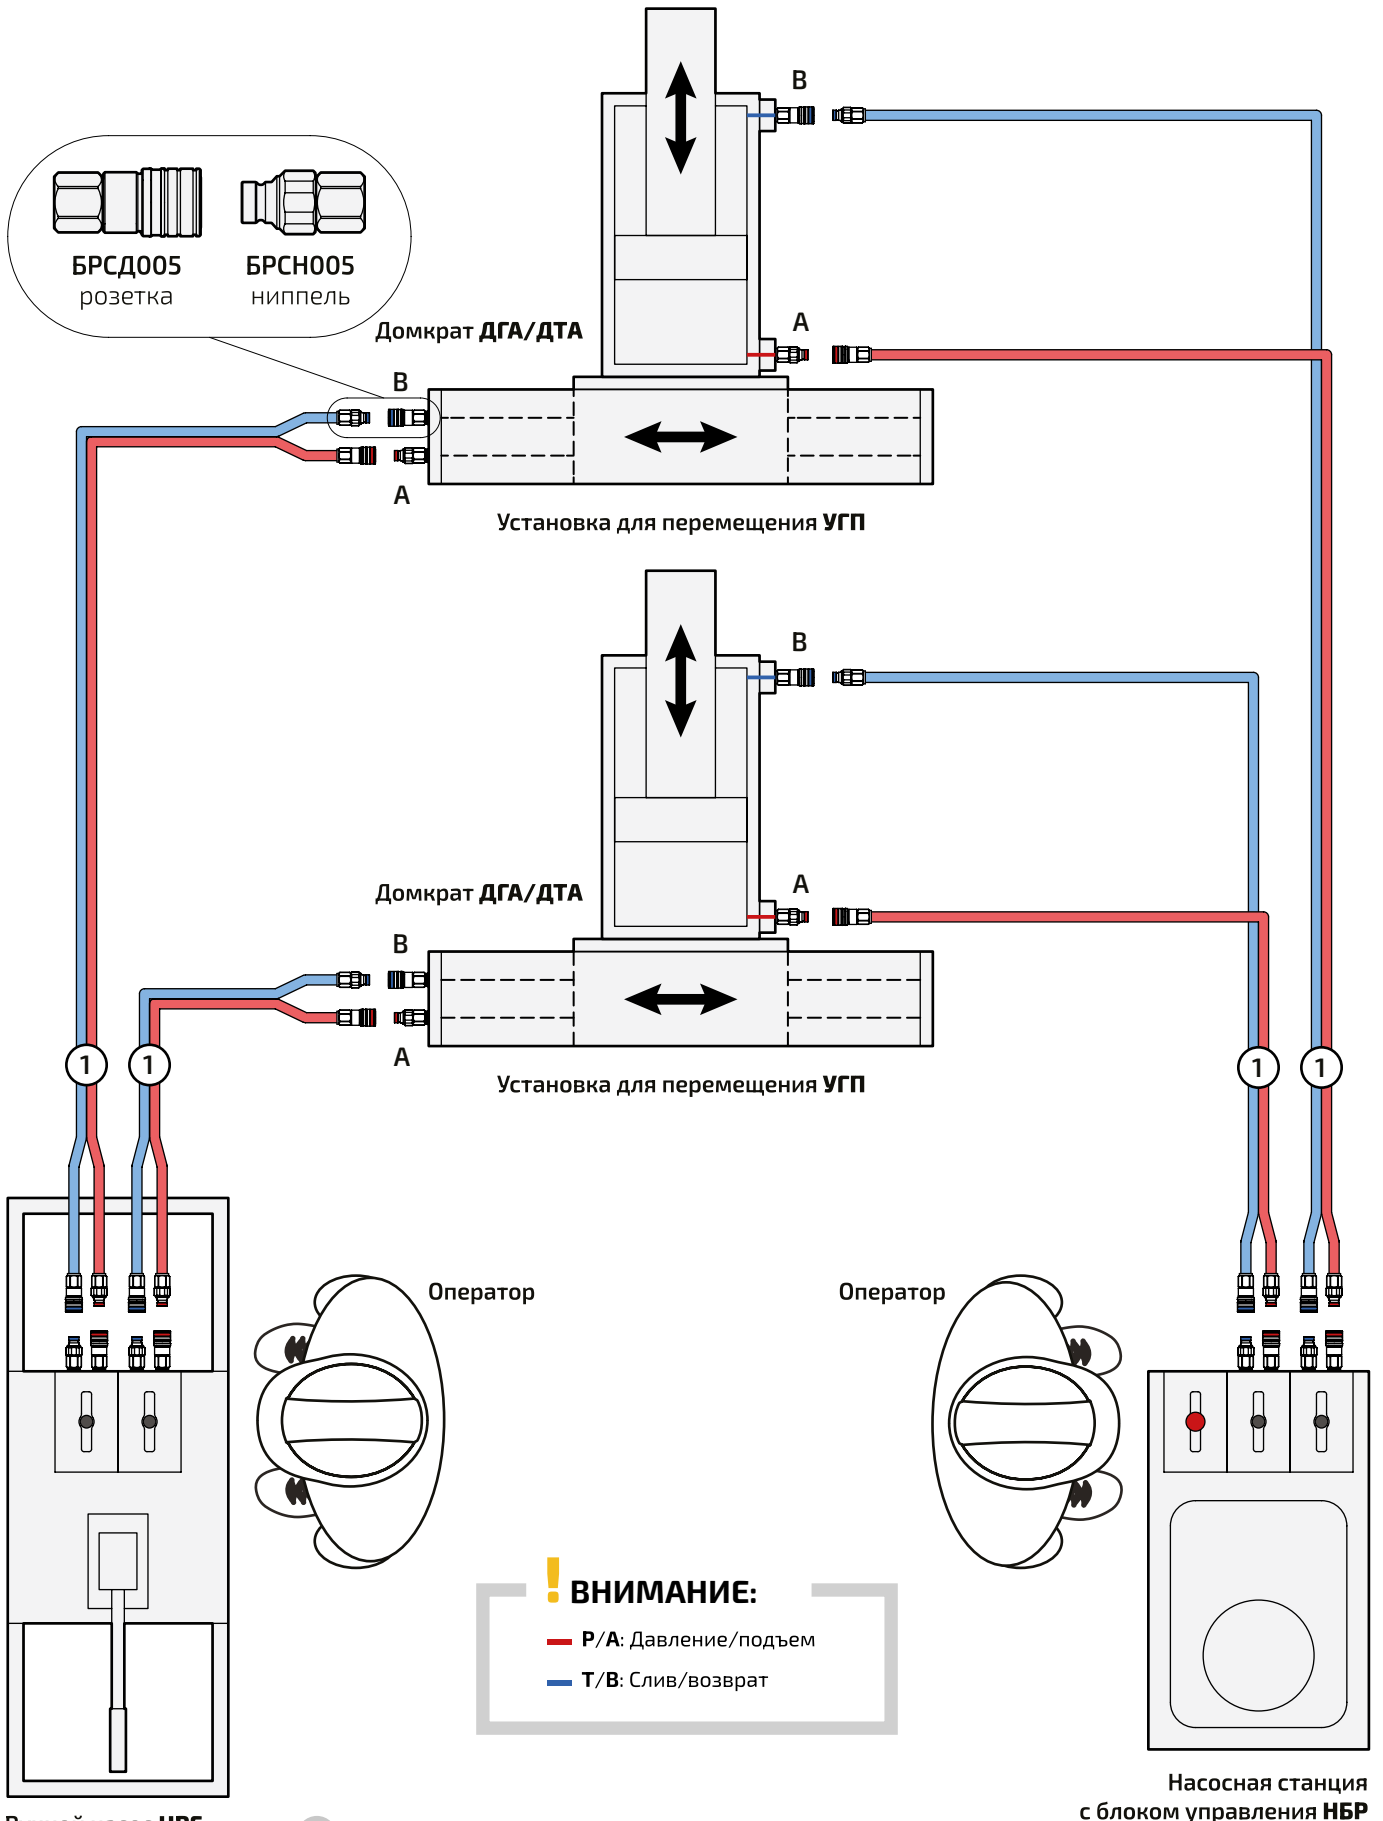 B
БРСД005
розетка
БРСН005
ниппель
A
Домкрат ДГА/ДТА
B
A
Установка для перемещения УГП
B
A
Домкрат ДГА/ДТА
B
A
Установка для перемещения УГП
1
1
1
1
Оператор
Оператор
! ВНИМАНИЕ:
P/A: Давление/подъем
T/B: Слив/возврат
Насосная станция
с блоком управления НБР